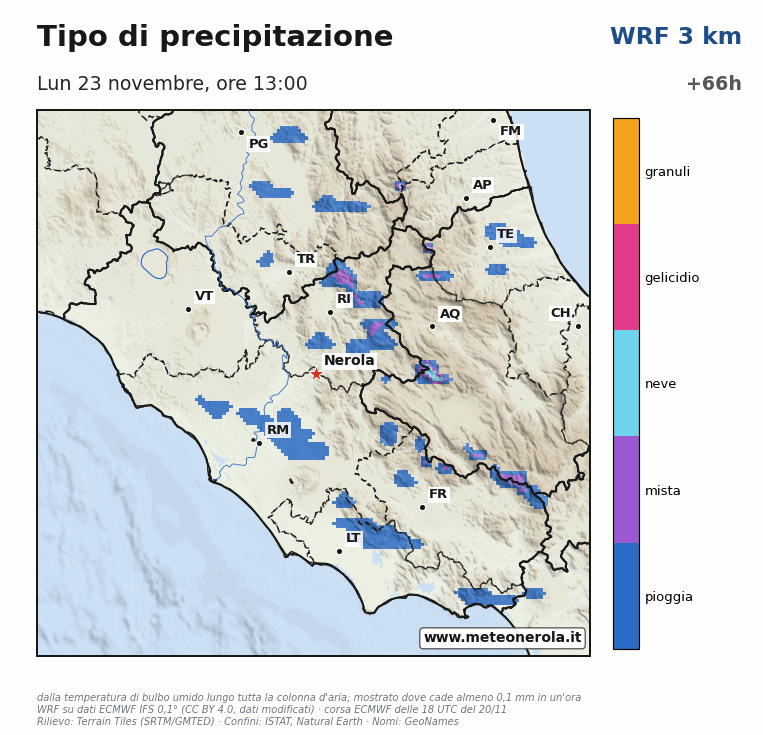 Tipo di precipitazione
WRF 3 km
Lun 23 novembre, ore 13:00
+66h
FM
PG
AP
TE
TR
VT
RI
AQ
CH
Nerola
RM
FR
LT
www.meteonerola.it
granuli
gelicidio
neve
mista
pioggia
dalla temperatura di bulbo umido lungo tutta la colonna d'aria; mostrato dove cade almeno 0,1 mm in un'ora
WRF su dati ECMWF IFS 0,1° (CC BY 4.0, dati modificati) · corsa ECMWF delle 18 UTC del 20/11
Rilievo: Terrain Tiles (SRTM/GMTED) · Confini: ISTAT, Natural Earth · Nomi: GeoNames